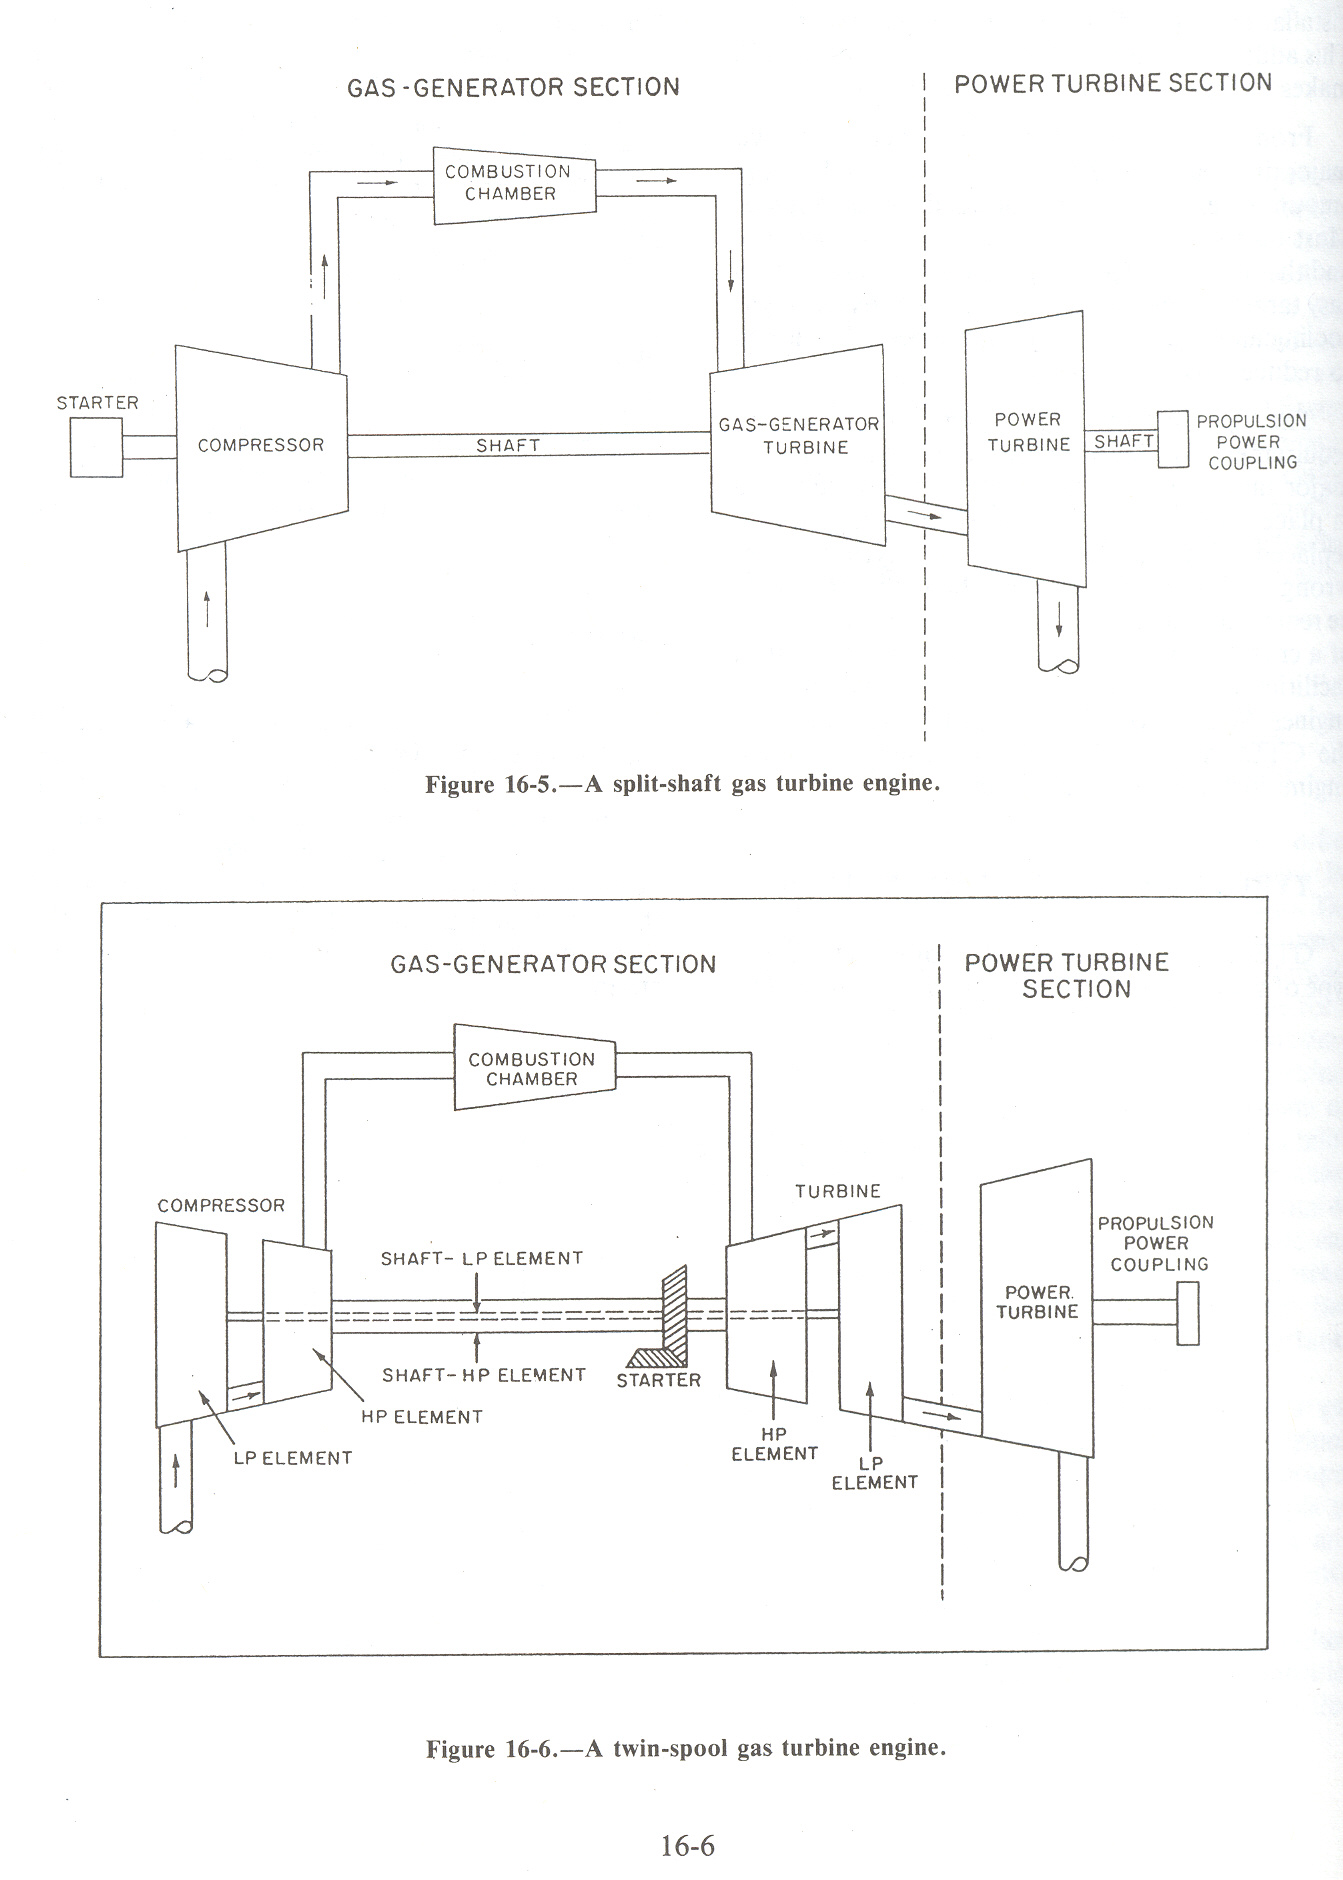 GAS-GENERATOR SECTION
POWER TURBINE SECTION
COMBUSTION
CHAMBER
STARTER
COMPRESSOR
SHAFT
GAS-GENERATOR
TURBINE
POWER
TURBINE
SHAFT
PROPULSION
POWER
COUPLING
Figure 16-5.—A split-shaft gas turbine engine.
GAS-GENERATOR SECTION
POWER TURBINE
SECTION
COMBUSTION
CHAMBER
COMPRESSOR
TURBINE
SHAFT-LP ELEMENT
SHAFT-HP ELEMENT
STARTER
HP ELEMENT
LP ELEMENT
HP
ELEMENT
LP
ELEMENT
POWER.
TURBINE
PROPULSION
POWER
COUPLING
Figure 16-6.—A twin-spool gas turbine engine.
16-6